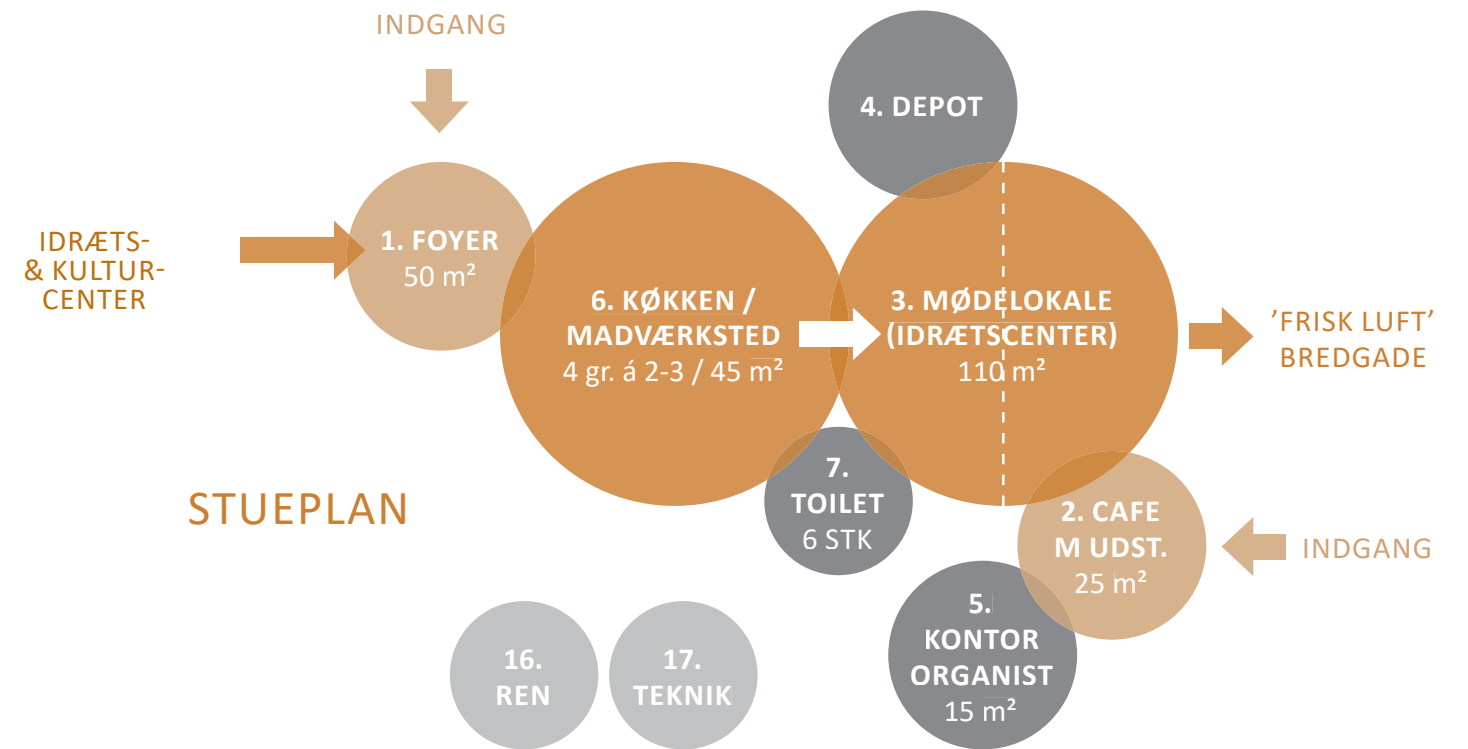 INDGANG
4. DEPOT
1. FOYER
50 m²
IDRÆTS-
& KULTUR-
CENTER
6. KØKKEN /
MADVÆRKSTED
4 gr. á 2-3 / 45 m²
3. MØDELOKALE
(IDRÆTSCENTER)
110 m²
’FRISK LUFT’
BREDGADE
STUEPLAN
7.
TOILET
6 STK
2. CAFE
M UDST.
25 m²
INDGANG
5.
KONTOR
ORGANIST
15 m²
16.
REN
17.
TEKNIK